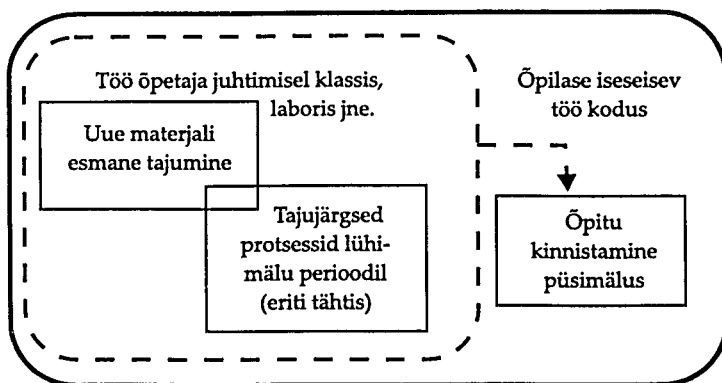 Töö õpetaja juhtimisel klassis,
laboris jne.
Uue materjali
esmane tajumine
Tajujärgsed
protsessid lühi-
mälu perioodil
(eriti tähtis)
Õpilase iseseisev
töö kodus
Õpitu
kinnistamine
püsimälus